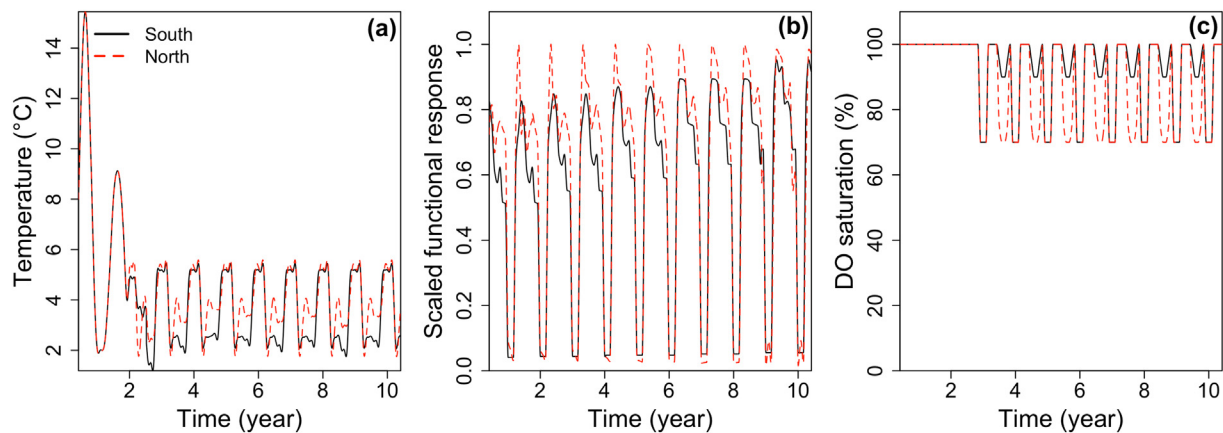 (a)
South
North
Temperature (°C)
14
12
10
8
6
4
2
2 4 6 8 10
Time (year)
(b)
Scaled functional response
1.0
0.8
0.6
0.4
0.2
0.0
2 4 6 8 10
Time (year)
(c)
DO saturation (%)
100
80
60
40
20
0
2 4 6 8 10
Time (year)